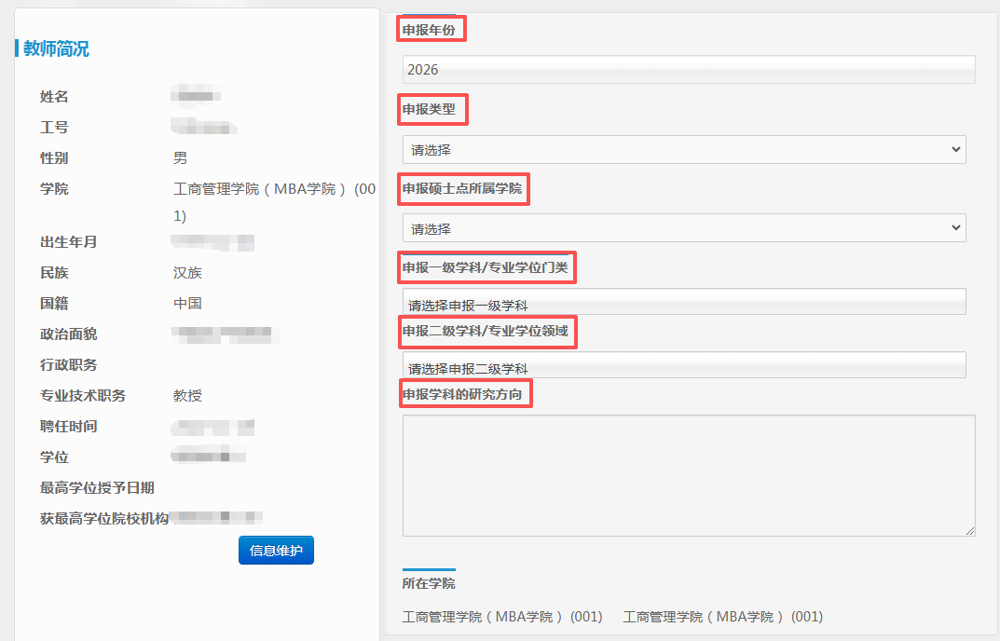 教师简况
姓名
工号
性别 男
学院 工商管理学院（MBA学院）(00
1)
出生年月
民族 汉族
国籍 中国
政治面貌
行政职务
专业技术职务 教授
聘任时间
学位
最高学位授予日期
获最高学位院校机构
信息维护
申报年份
2026
申报类型
请选择
申报硕士点所属学院
请选择
申报一级学科/专业学位门类
请选择申报一级学科
申报二级学科/专业学位领域
请选择申报二级学科
申报学科的研究方向
所在学院
工商管理学院（MBA学院）(001) 工商管理学院（MBA学院）(001)